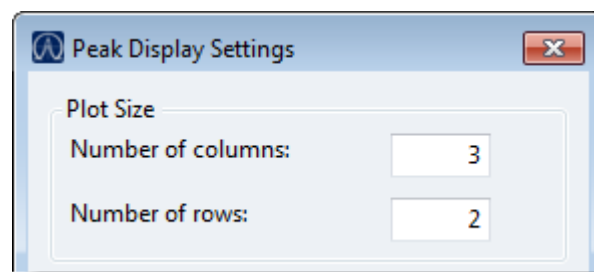 Peak Display Settings
Plot Size
Number of columns: 3
Number of rows: 2